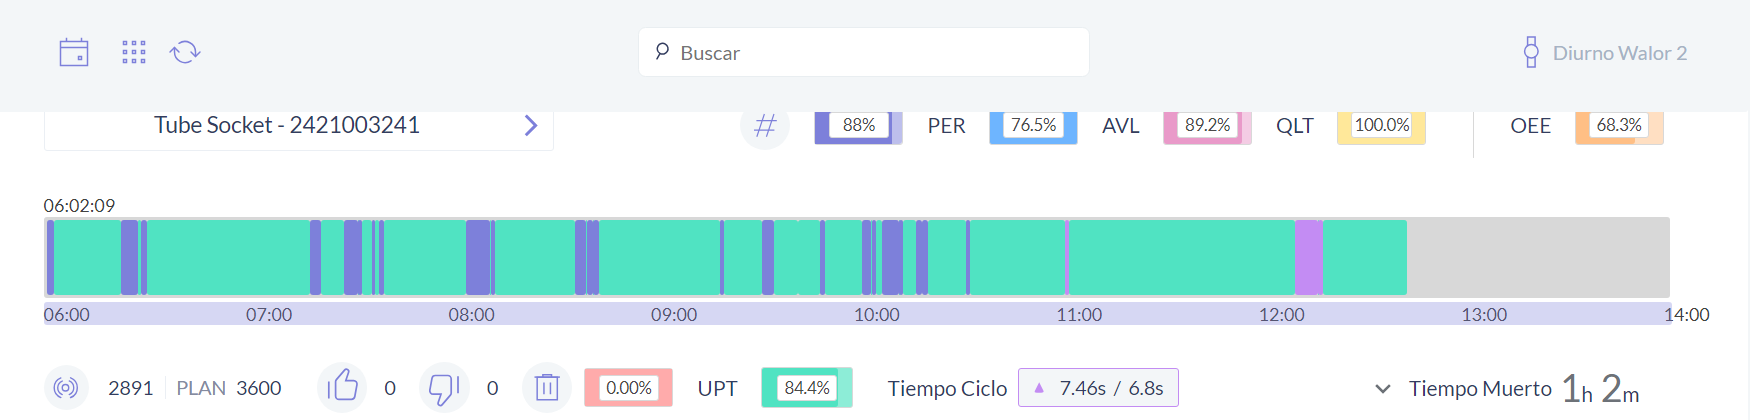 Buscar
Diurno Walor 2
Tube Socket - 2421003241
# 88% PER 76.5% AVL 89.2% QLT 100.0% OEE 68.3%
06:02:09
06:00 07:00 08:00 09:00 10:00 11:00 12:00 13:00 14:00
2891 PLAN 3600 0 0 0.00% UPT 84.4% Tiempo Ciclo 7.46s / 6.8s Tiempo Muerto 1h 2m